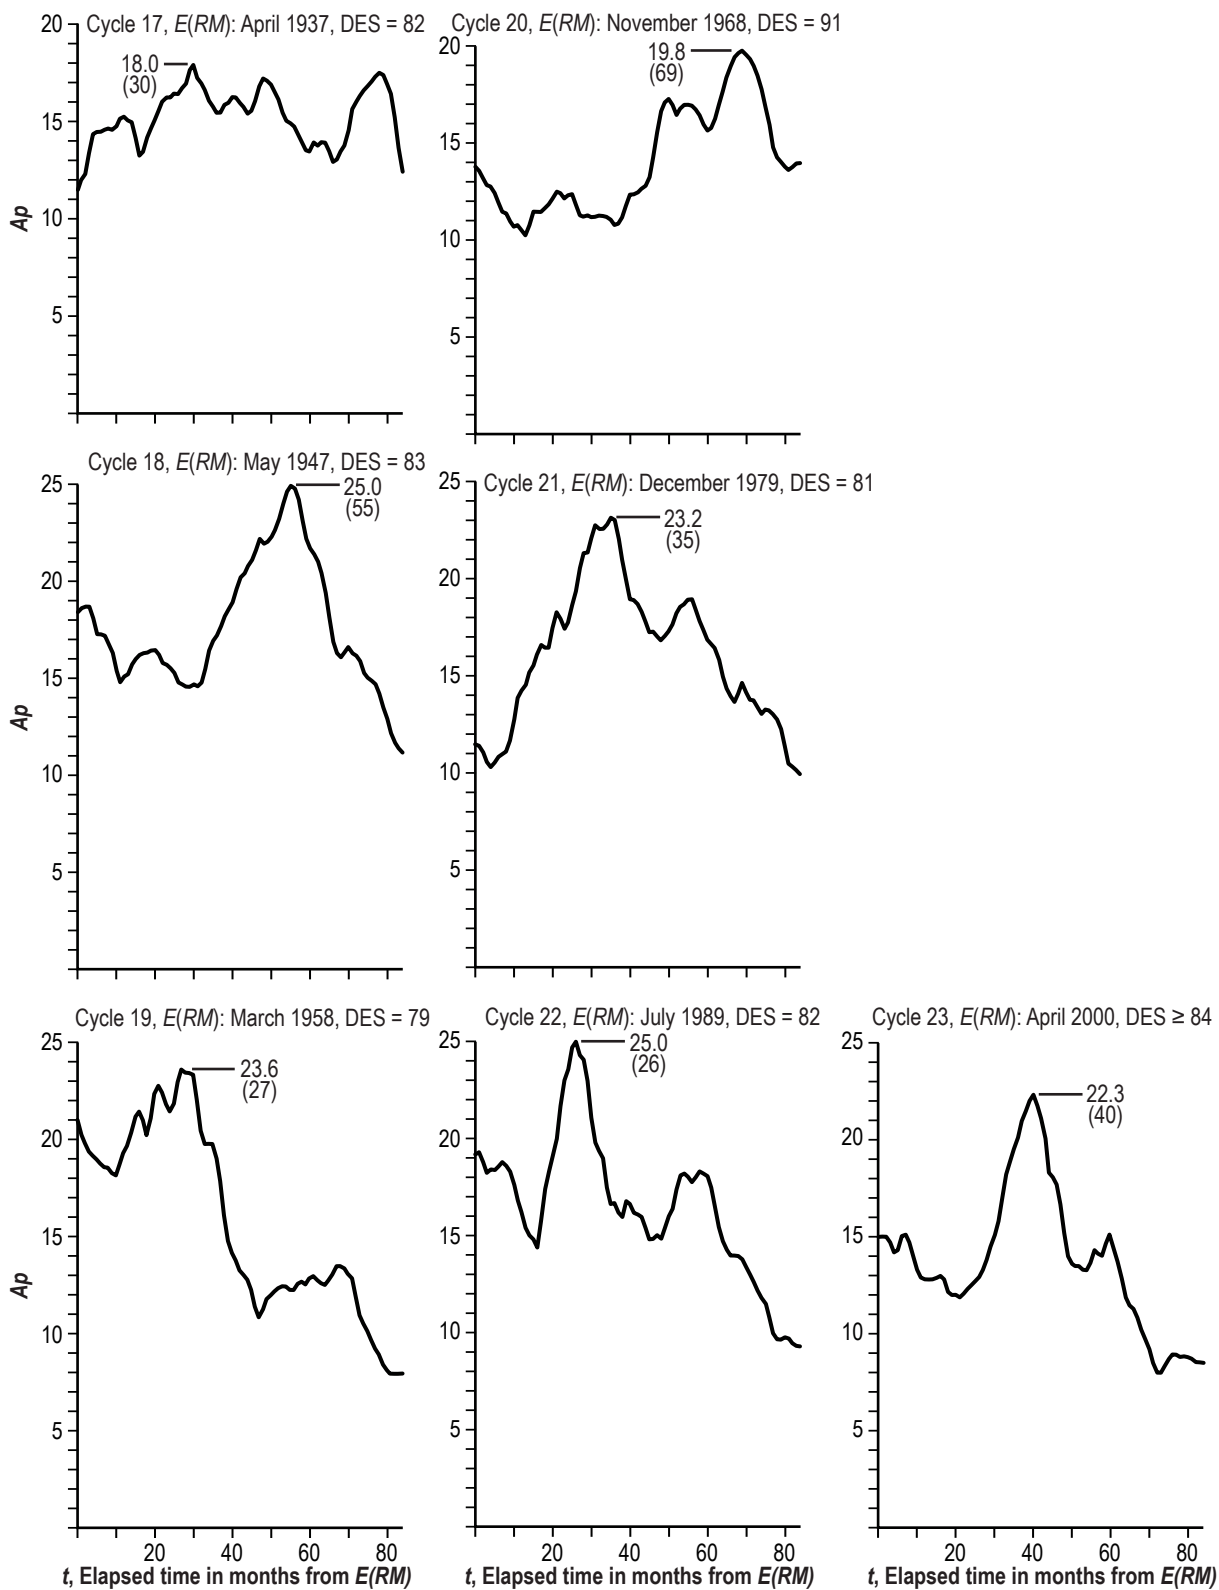 Cycle 17, E(RM): April 1937, DES = 82
20
15
10
5
Ap
18.0
(30)
Cycle 20, E(RM): November 1968, DES = 91
20
15
10
5
19.8
(69)
Cycle 18, E(RM): May 1947, DES = 83
25
20
15
10
5
Ap
25.0
(55)
Cycle 21, E(RM): December 1979, DES = 81
25
20
15
10
5
23.2
(35)
Cycle 19, E(RM): March 1958, DES = 79
25
20
15
10
5
Ap
23.6
(27)
20 40 60 80
t, Elapsed time in months from E(RM)
Cycle 22, E(RM): July 1989, DES = 82
25
20
15
10
5
25.0
(26)
20 40 60 80
t, Elapsed time in months from E(RM)
Cycle 23, E(RM): April 2000, DES ≥ 84
25
20
15
10
5
22.3
(40)
20 40 60 80
t, Elapsed time in months from E(RM)